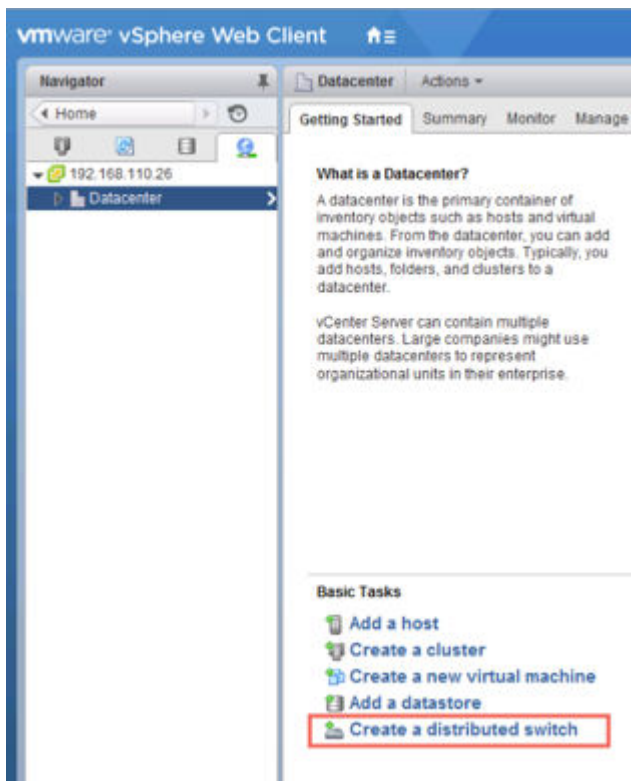 vmware® vSphere Web Client
Navigator
Home
192.168.110.26
Datacenter
Datacenter
Actions
Getting Started
Summary
Monitor
Manage
What is a Datacenter?
A datacenter is the primary container of
inventory objects such as hosts and virtual
machines. From the datacenter, you can add
and organize inventory objects. Typically, you
add hosts, folders, and clusters to a
datacenter.
vCenter Server can contain multiple
datacenters. Large companies might use
multiple datacenters to represent
organizational units in their enterprise.
Basic Tasks
Add a host
Create a cluster
Create a new virtual machine
Add a datastore
Create a distributed switch